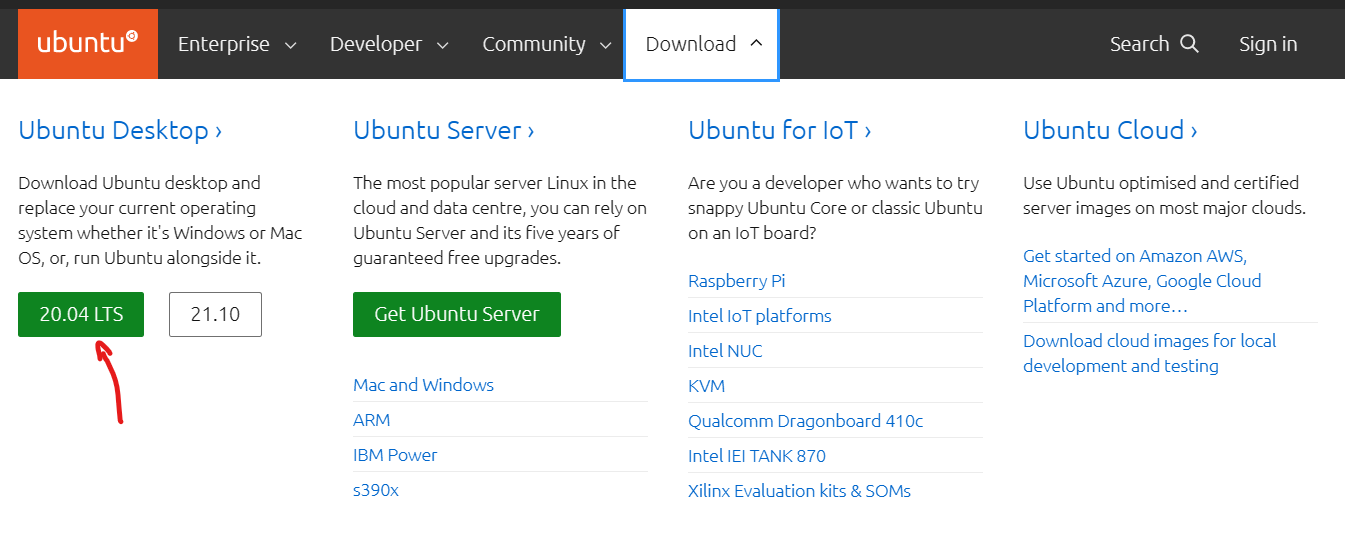 ubuntu Enterprise Developer Community Download Search Sign in
Ubuntu Desktop ›
Download Ubuntu desktop and
replace your current operating
system whether it's Windows or Mac
OS, or, run Ubuntu alongside it.
20.04 LTS 21.10
Ubuntu Server ›
The most popular server Linux in the
cloud and data centre, you can rely on
Ubuntu Server and its five years of
guaranteed free upgrades.
Get Ubuntu Server
Mac and Windows
ARM
IBM Power
s390x
Ubuntu for IoT ›
Are you a developer who wants to try
snappy Ubuntu Core or classic Ubuntu
on an IoT board?
Raspberry Pi
Intel IoT platforms
Intel NUC
KVM
Qualcomm Dragonboard 410c
Intel IEI TANK 870
Xilinx Evaluation kits & SOMs
Ubuntu Cloud ›
Use Ubuntu optimised and certified
server images on most major clouds.
Get started on Amazon AWS,
Microsoft Azure, Google Cloud
Platform and more…
Download cloud images for local
development and testing